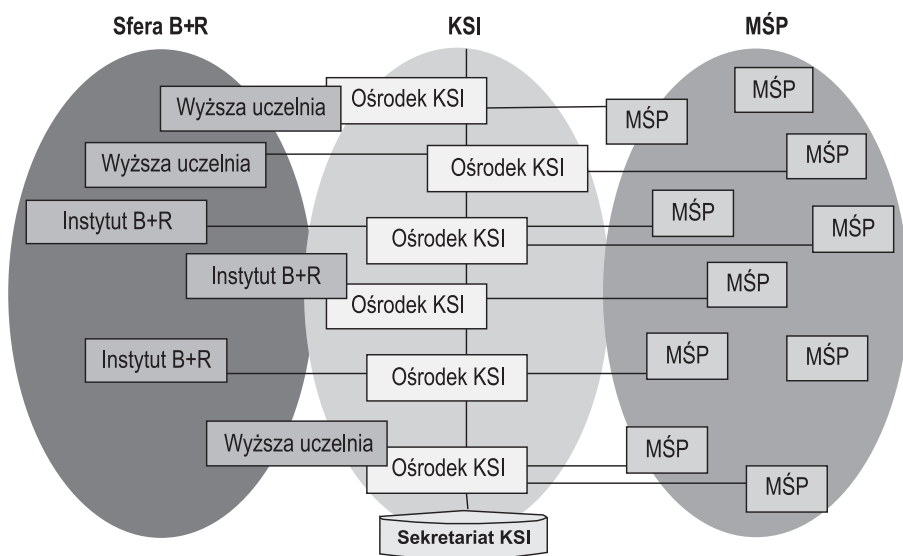 Sfera B+R
KSI
MŚP
Wyższa uczelnia
Ośrodek KSI
MŚP
MŚP
Wyższa uczelnia
Ośrodek KSI
MŚP
Instytut B+R
Ośrodek KSI
MŚP
MŚP
Instytut B+R
Ośrodek KSI
MŚP
Instytut B+R
Ośrodek KSI
MŚP
MŚP
Wyższa uczelnia
Ośrodek KSI
MŚP
MŚP
Sekretariat KSI